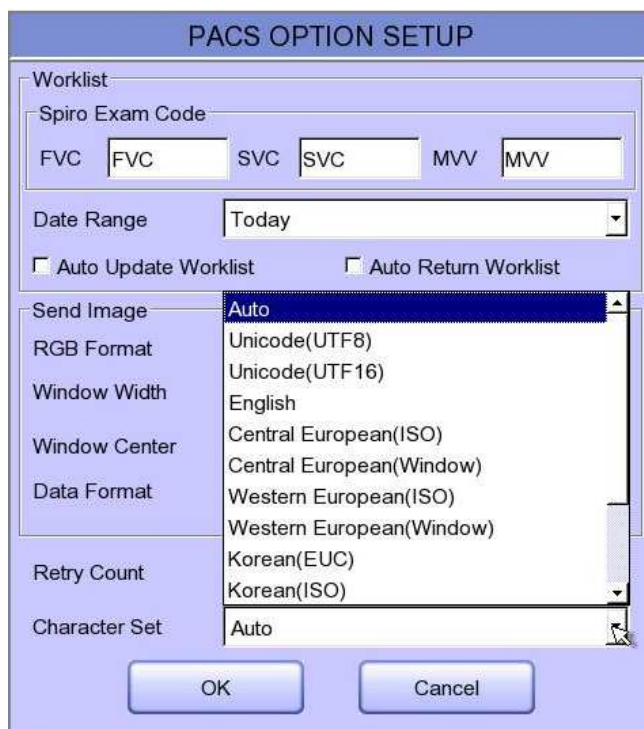 PACS OPTION SETUP
Worklist
Spiro Exam Code
FVC FVC SVC SVC MVV MVV
Date Range Today
Auto Update Worklist Auto Return Worklist
Send Image Auto
RGB Format Unicode(UTF8)
Unicode(UTF16)
Window Width English
Window Center Central European(ISO)
Central European(Window)
Data Format Western European(ISO)
Western European(Window)
Korean(EUC)
Retry Count Korean(ISO)
Character Set Auto
OK Cancel